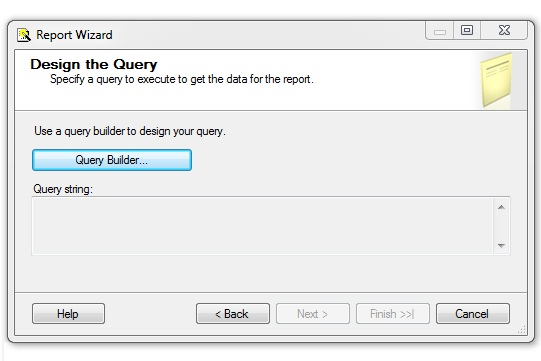 Report Wizard
Design the Query
Specify a query to execute to get the data for the report.
Use a query builder to design your query.
Query Builder...
Query string:
Help
< Back
Next >
Finish >>|
Cancel